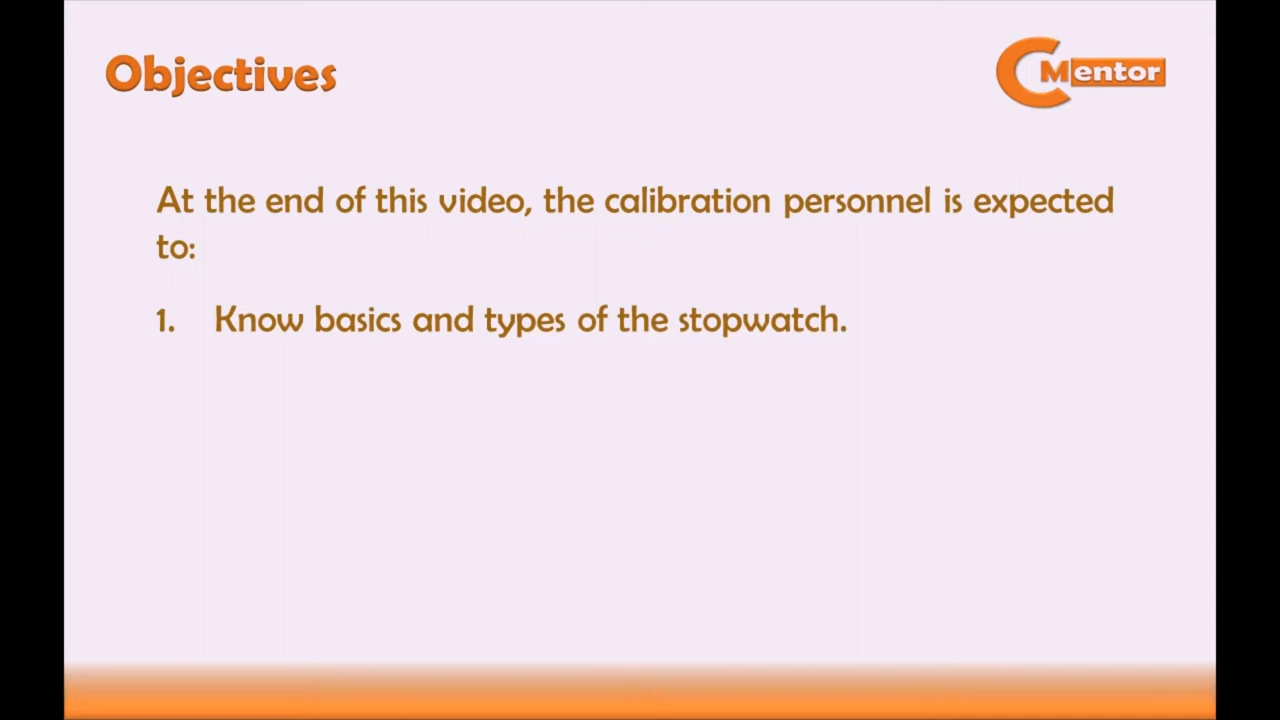 Objectives
C Mentor
At the end of this video, the calibration personnel is expected
to:
1. Know basics and types of the stopwatch.